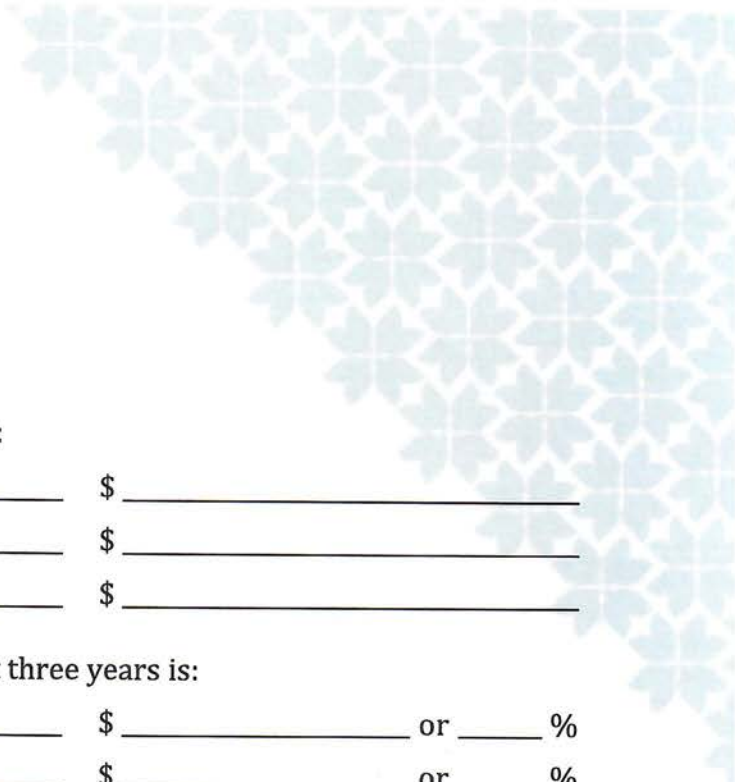 :
$
$
$
three years is:
$ or %
$ or %